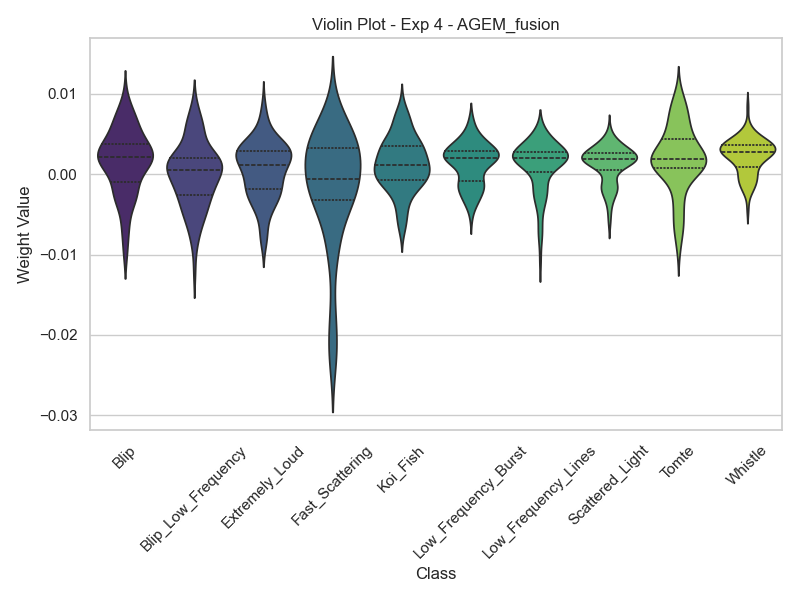 Violin Plot - Exp 4 - AGEM_fusion
0.01
0.00
−0.01
−0.02
−0.03
Weight Value
Blip
Blip_Low_Frequency
Extremely_Loud
Fast_Scattering
Koi_Fish
Low_Frequency_Burst
Low_Frequency_Lines
Scattered_Light
Tomte
Whistle
Class